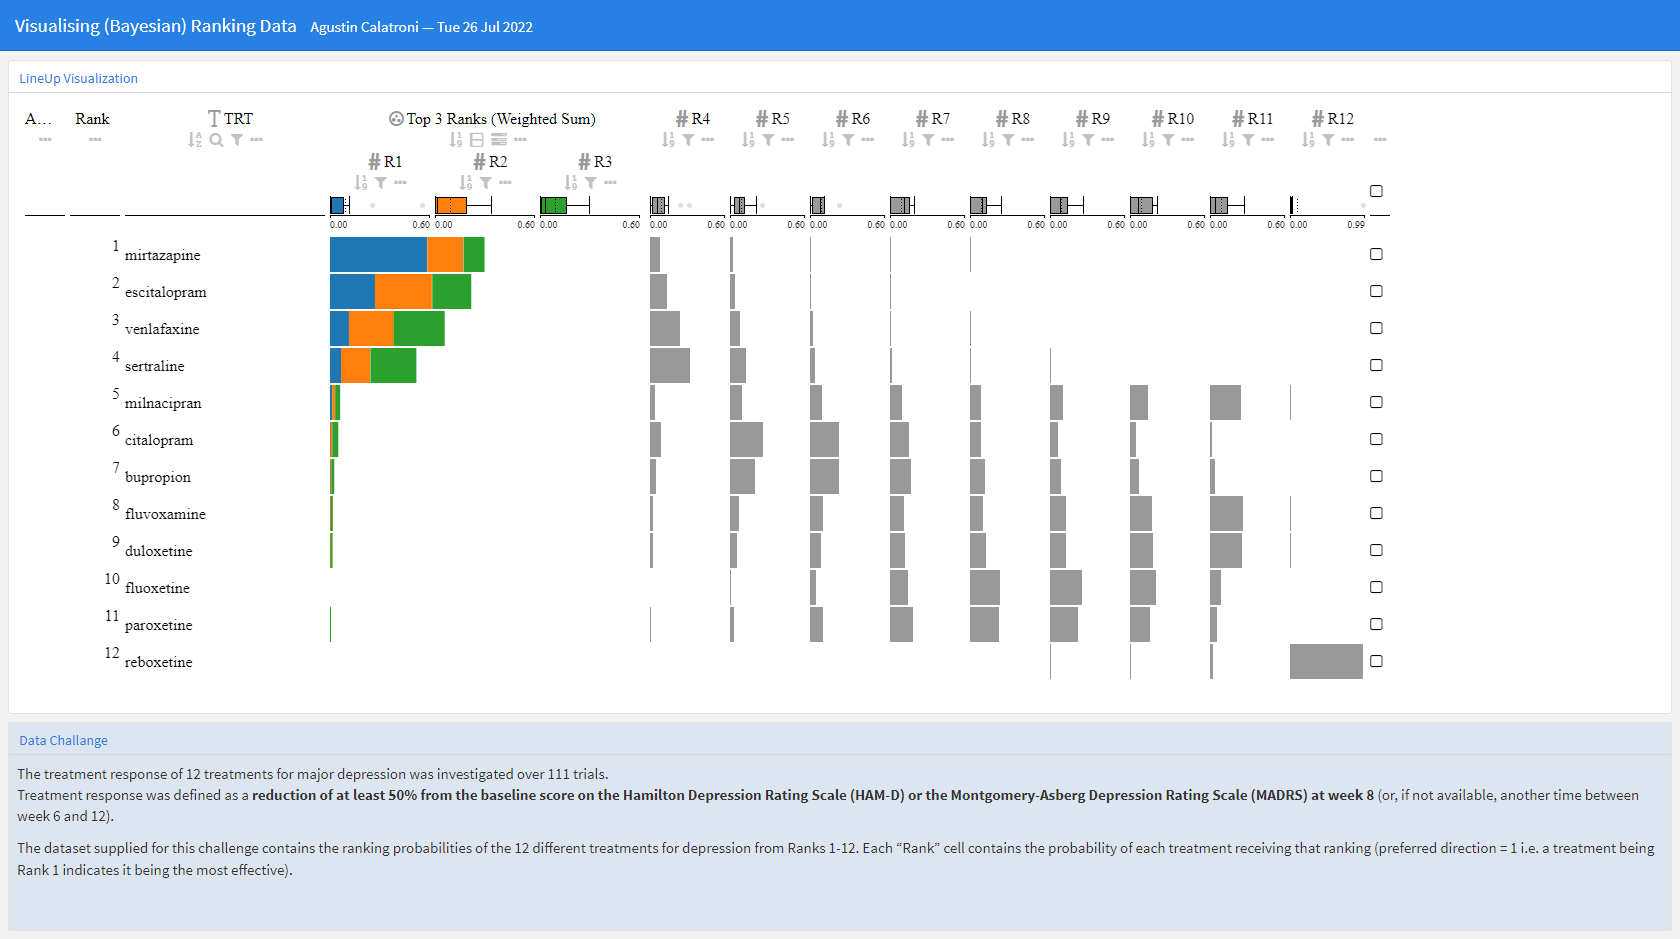 Visualising (Bayesian) Ranking Data Agustin Calatroni — Tue 26 Jul 2022
LineUp Visualization
A... Rank TRT Top 3 Ranks (Weighted Sum) # R4 # R5 # R6 # R7 # R8 # R9 # R10 # R11 # R12
# R1 # R2 # R3
0.00 0.60 0.00 0.60 0.00 0.60 0.00 0.60 0.00 0.60 0.00 0.60 0.00 0.60 0.00 0.60 0.00 0.60 0.00 0.60 0.00 0.60 0.00 0.99
1 mirtazapine
2 escitalopram
3 venlafaxine
4 sertraline
5 milnacipran
6 citalopram
7 bupropion
8 fluvoxamine
9 duloxetine
10 fluoxetine
11 paroxetine
12 reboxetine
Data Challange
The treatment response of 12 treatments for major depression was investigated over 111 trials.
Treatment response was defined as a reduction of at least 50% from the baseline score on the Hamilton Depression Rating Scale (HAM-D) or the Montgomery-Asberg Depression Rating Scale (MADRS) at week 8 (or, if not available, another time between
week 6 and 12).
The dataset supplied for this challenge contains the ranking probabilities of the 12 different treatments for depression from Ranks 1-12. Each “Rank” cell contains the probability of each treatment receiving that ranking (preferred direction = 1 i.e. a treatment being
Rank 1 indicates it being the most effective).